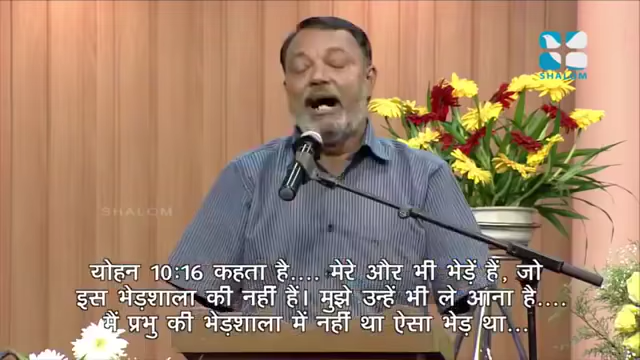 SHALOM
SHALOM
योहन 10:16 कहता है.... मेरे और भी भेड़ें हैं, जो
इस भेड़शाला की नहीं हैं। मुझे उन्हें भी ले आना है....
मैं प्रभु की भेड़शाला में नहीं था ऐसा भेड़ था...